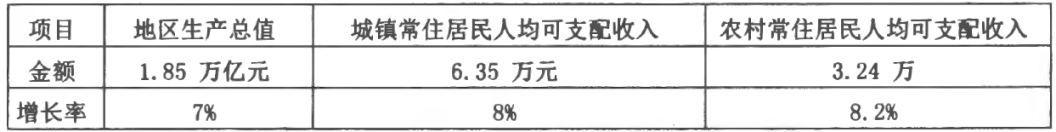 项目 地区生产总值 城镇常住居民人均可支配收入 农村常住居民人均可支配收入
金额 1.85 万亿元 6.35 万元 3.24 万
增长率 7% 8% 8.2%